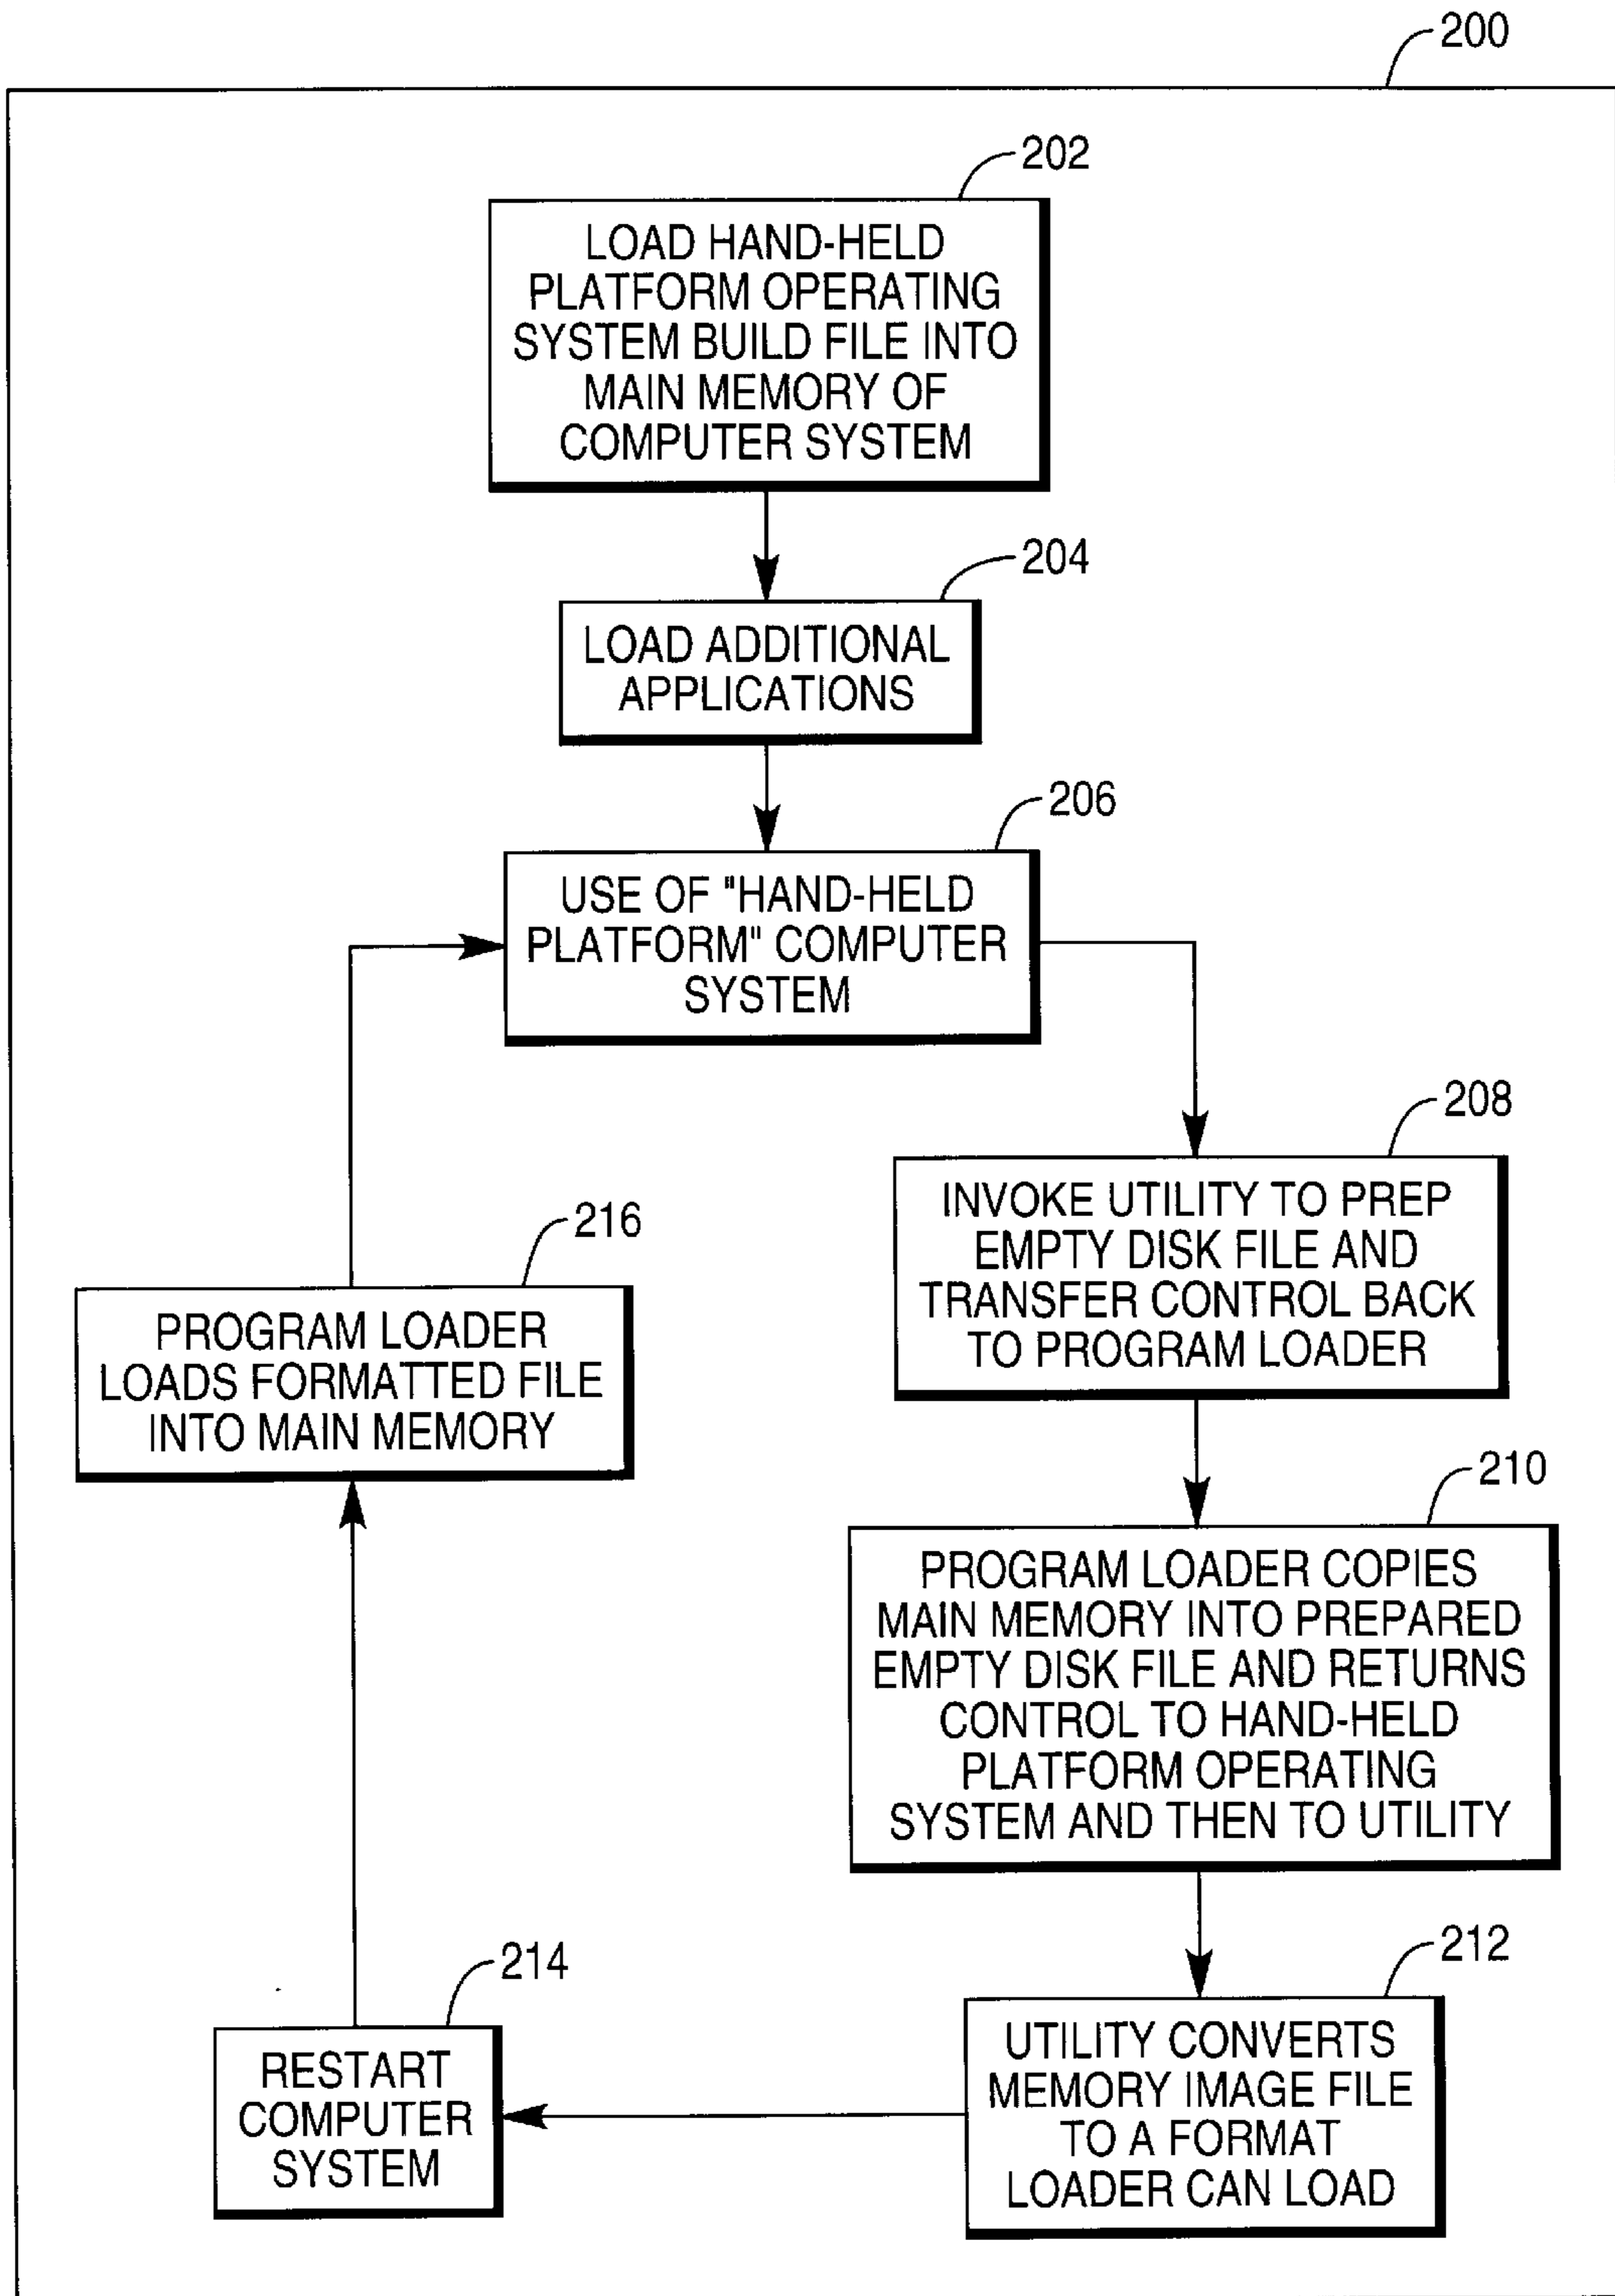 200
202
LOAD HAND-HELD
PLATFORM OPERATING
SYSTEM BUILD FILE INTO
MAIN MEMORY OF
COMPUTER SYSTEM
204
LOAD ADDITIONAL
APPLICATIONS
206
USE OF "HAND-HELD
PLATFORM" COMPUTER
SYSTEM
208
INVOKE UTILITY TO PREP
EMPTY DISK FILE AND
TRANSFER CONTROL BACK
TO PROGRAM LOADER
210
PROGRAM LOADER COPIES
MAIN MEMORY INTO PREPARED
EMPTY DISK FILE AND RETURNS
CONTROL TO HAND-HELD
PLATFORM OPERATING
SYSTEM AND THEN TO UTILITY
212
UTILITY CONVERTS
MEMORY IMAGE FILE
TO A FORMAT
LOADER CAN LOAD
214
RESTART
COMPUTER
SYSTEM
216
PROGRAM LOADER
LOADS FORMATTED FILE
INTO MAIN MEMORY